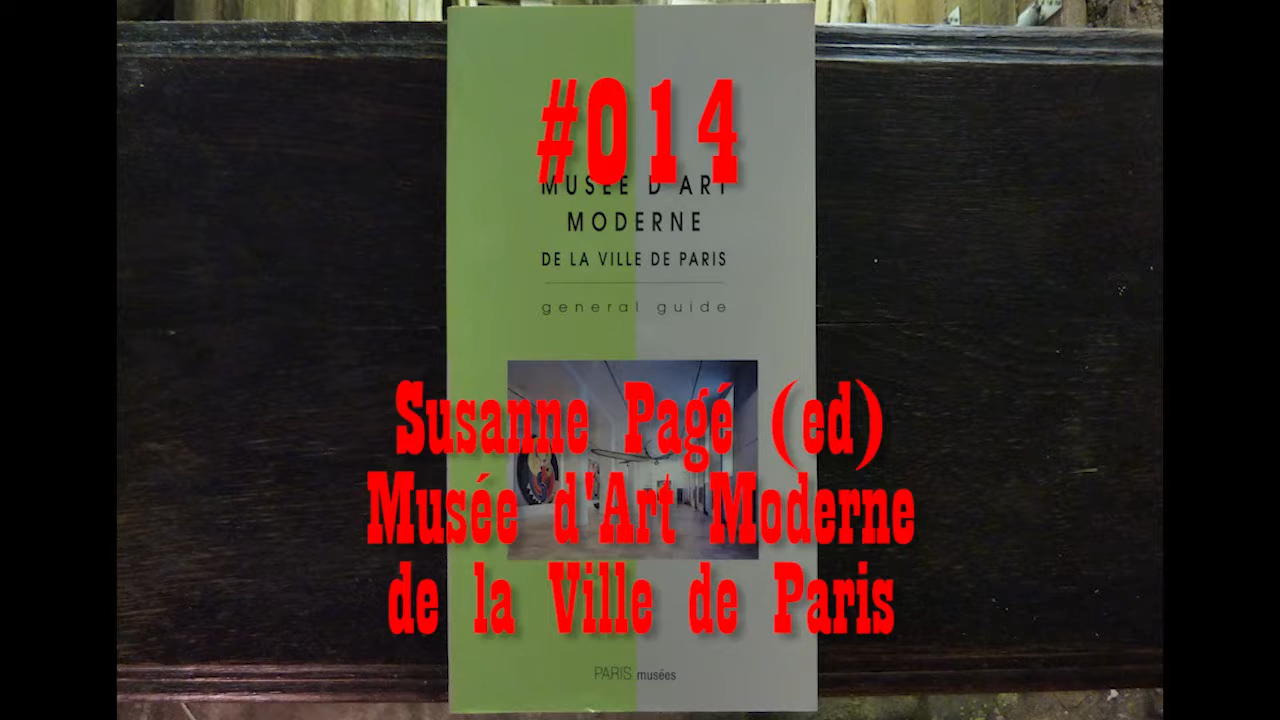 #014
MUSÉE D'ART
MODERNE
DE LA VILLE DE PARIS
general guide
Susanne Pagé (ed)
Musée d'Art Moderne
de la Ville de Paris
PARIS musées